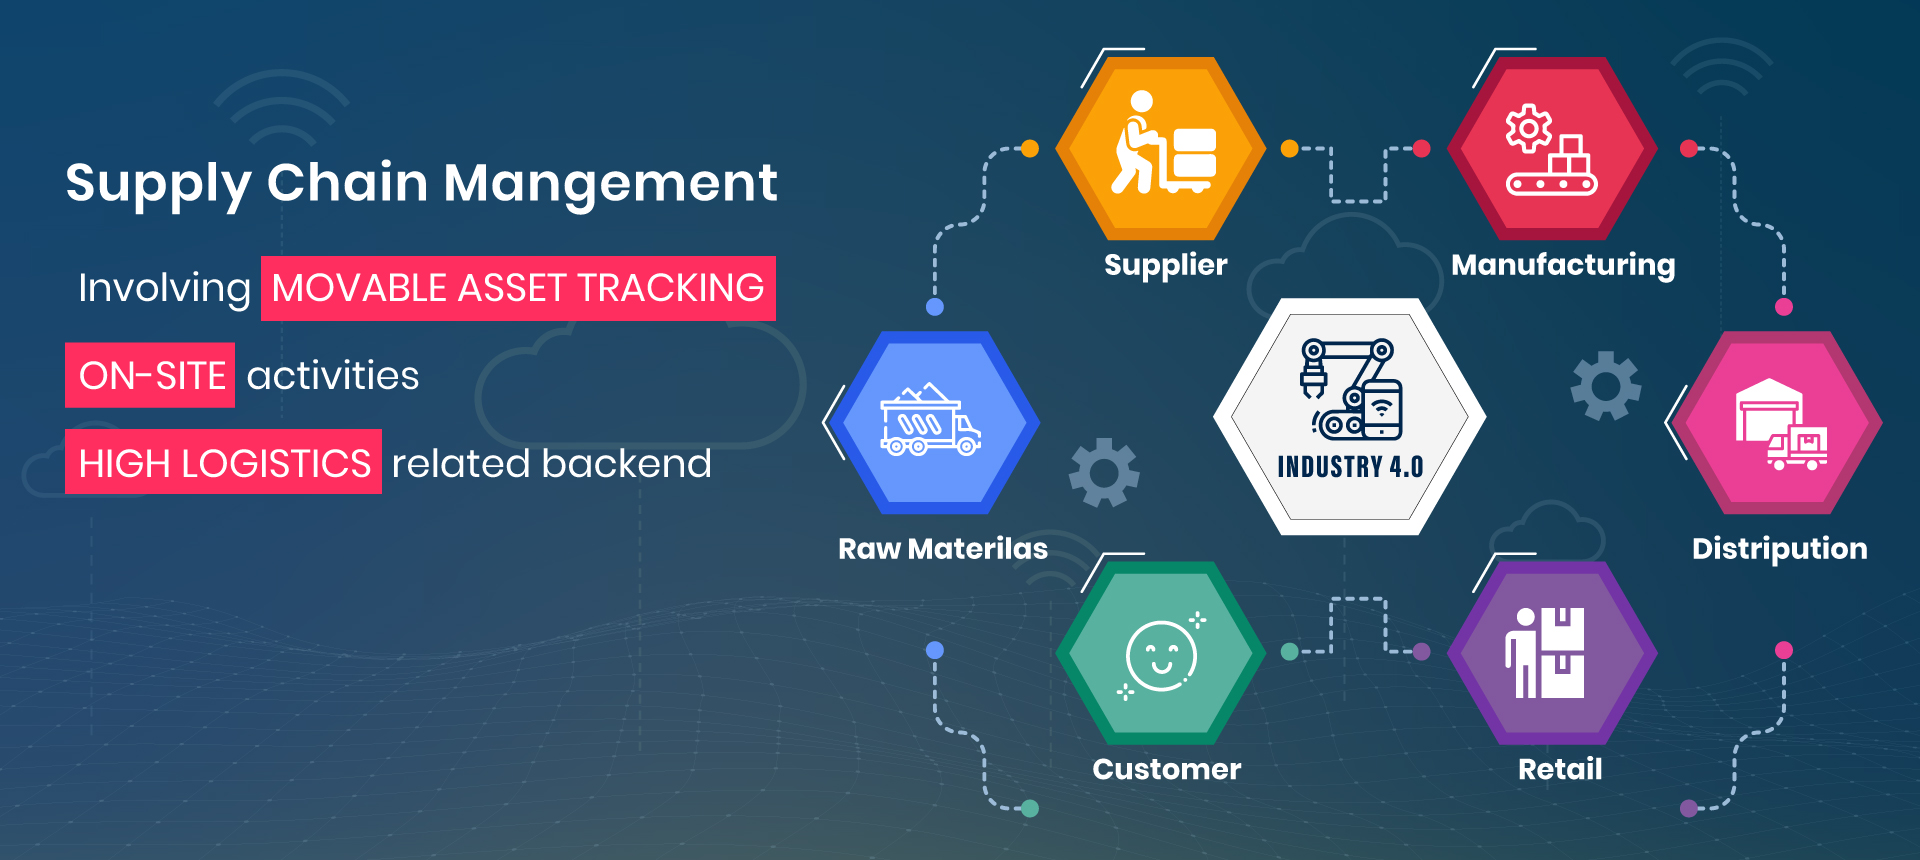 Supply Chain Mangement
Involving MOVABLE ASSET TRACKING
ON-SITE activities
HIGH LOGISTICS related backend
Supplier
Manufacturing
INDUSTRY 4.0
Raw Materilas
Distripution
Customer
Retail